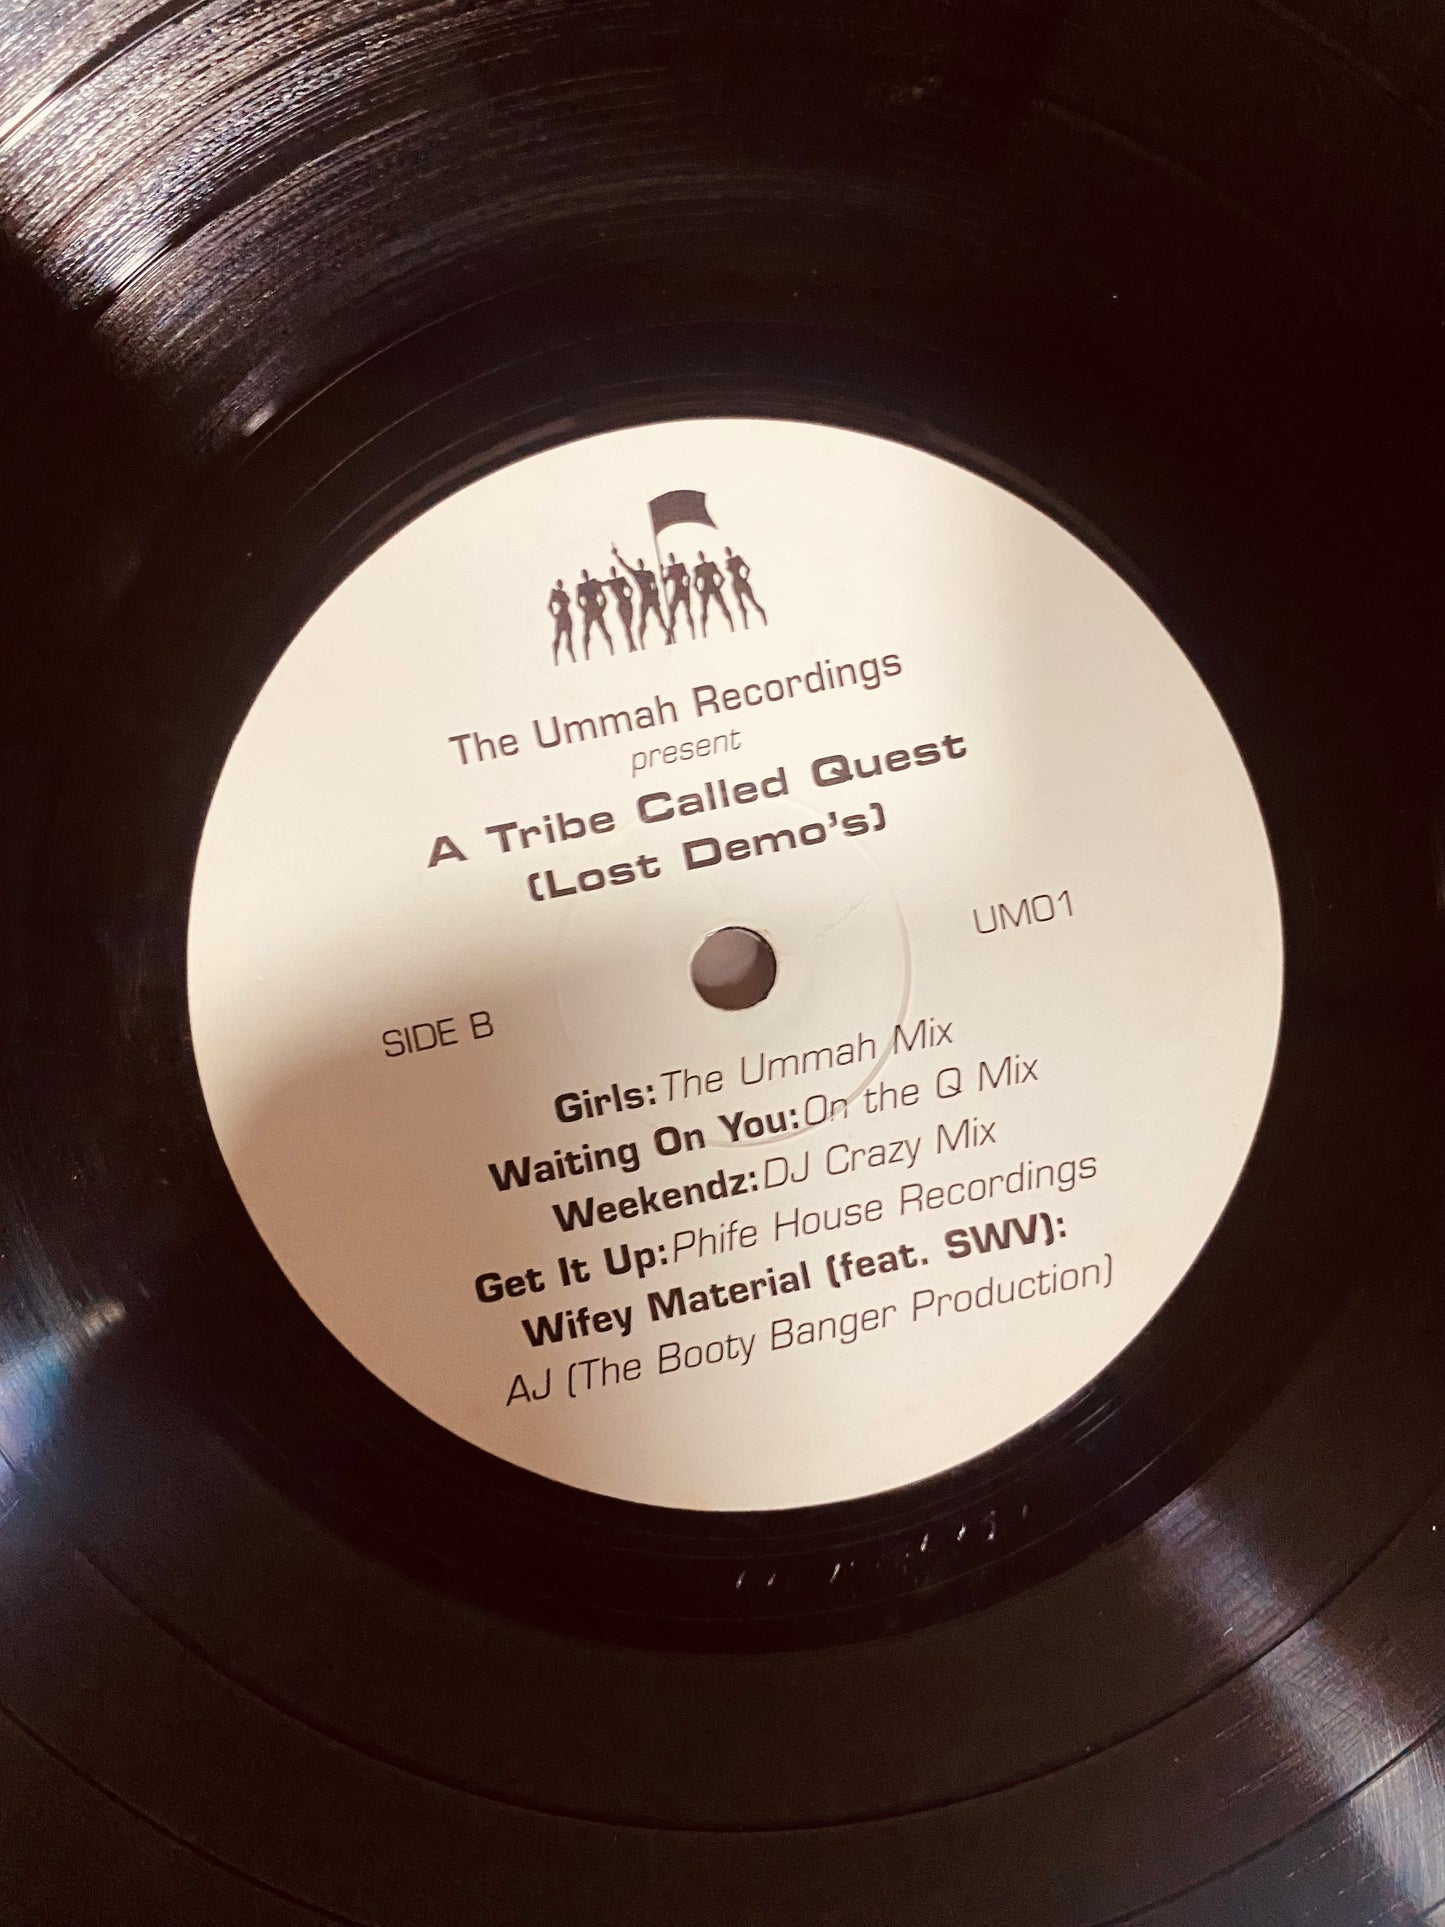 The Ummah Recordings
present
A Tribe Called Quest
(Lost Demo's)
UM01
SIDE B
Girls: The Ummah Mix
Waiting On You: On the Q Mix
Weekendz: DJ Crazy Mix
Get It Up: Phife House Recordings
Wifey Material (feat. SWV):
AJ (The Booty Banger Production)